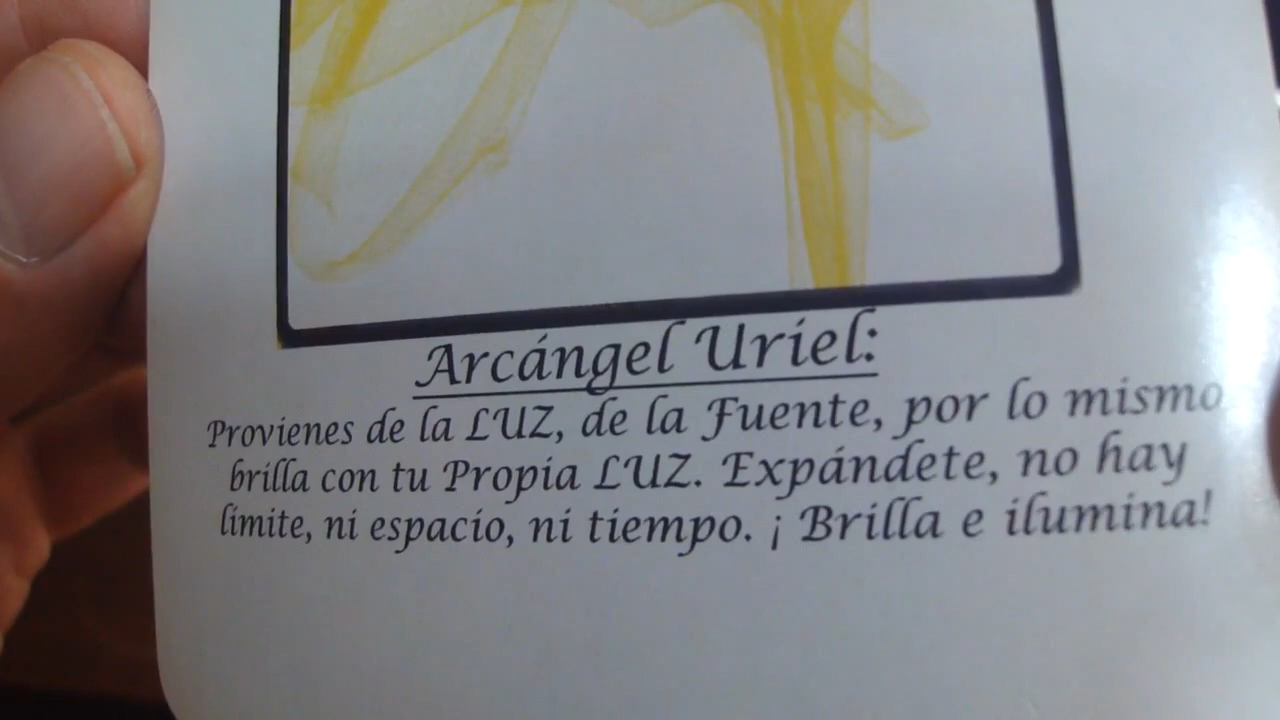 Arcángel Uriel:
Provienes de la LUZ, de la Fuente, por lo mismo
brilla con tu Propia LUZ. Expándete, no hay
límite, ni espacio, ni tiempo. ¡ Brilla e ilumina!